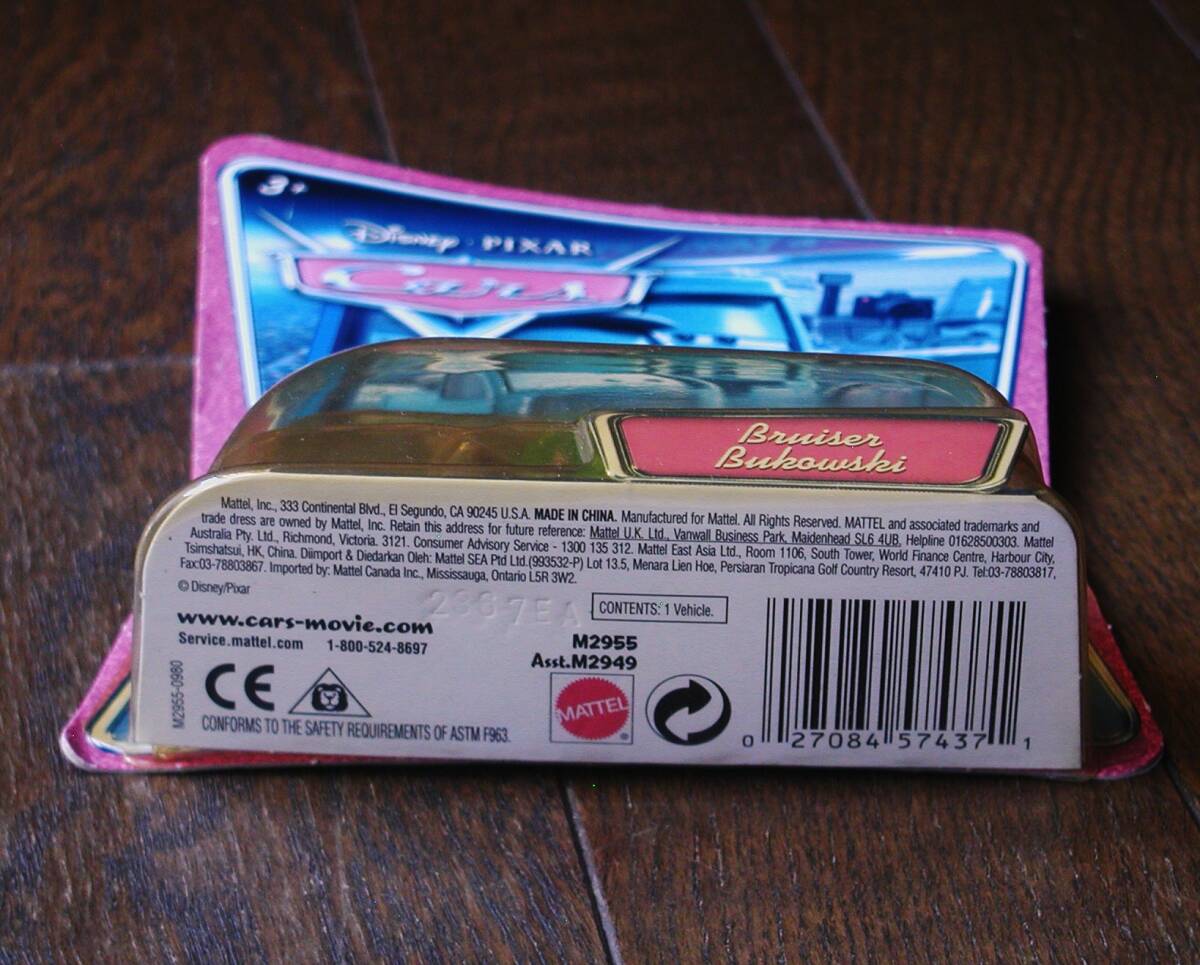 3+
Disney · PIXAR
Cars
Bruiser
Bukowski
Mattel, Inc., 333 Continental Blvd., El Segundo, CA 90245 U.S.A. MADE IN CHINA. Manufactured for Mattel. All Rights Reserved. MATTEL and associated trademarks and
trade dress are owned by Mattel, Inc. Retain this address for future reference: Mattel U.K. Ltd., Vanwall Business Park, Maidenhead SL6 4UB, Helpline 01628500303. Mattel
Australia Pty. Ltd., Richmond, Victoria. 3121. Consumer Advisory Service - 1300 135 312. Mattel East Asia Ltd., Room 1106, South Tower, World Finance Centre, Harbour City,
Tsimshatsui, HK, China. Diimport & Diedarkan Oleh: Mattel SEA Ptd Ltd.(993532-P) Lot 13.5, Menara Lien Hoe, Persiaran Tropicana Golf Country Resort, 47410 PJ. Tel:03-78803817,
Fax:03-78803867. Imported by: Mattel Canada Inc., Mississauga, Ontario L5R 3W2.
© Disney/Pixar
CONTENTS: 1 Vehicle.
www.cars-movie.com
Service.mattel.com 1-800-524-8697
M2955
Asst.M2949
M2955-0980
CE
CONFORMS TO THE SAFETY REQUIREMENTS OF ASTM F963.
MATTEL
®
0 27084 57437 1